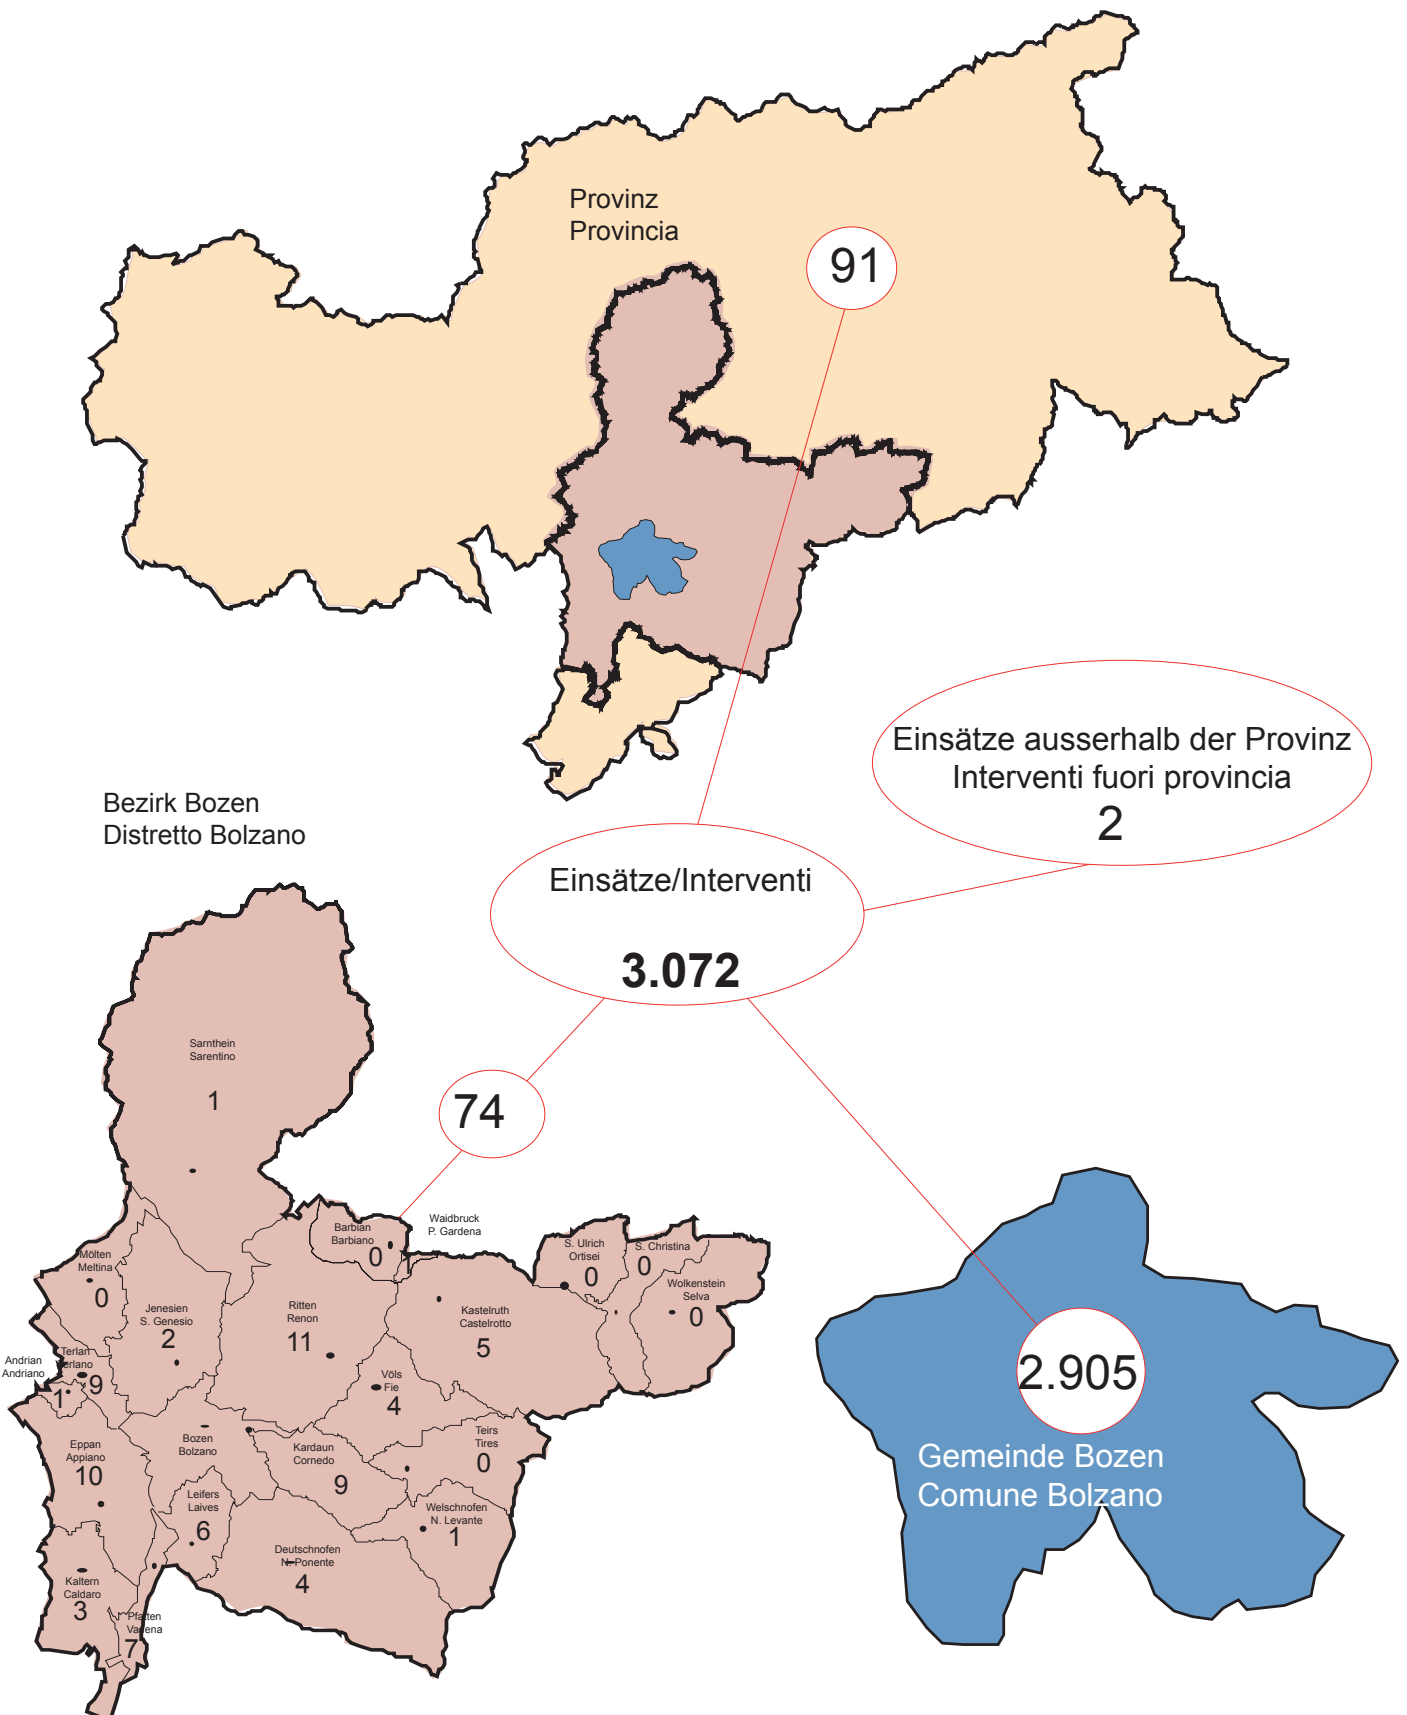 Provinz
Provincia
91
Einsätze ausserhalb der Provinz
Interventi fuori provincia
2
Bezirk Bozen
Distretto Bolzano
Einsätze/Interventi
3.072
74
Sarnthein
Sarentino
1
Waidbruck
P. Gardena
Barbian
Barbiano
0
S. Ulrich
Ortisei
0
S. Christina
0
Wolkenstein
Selva
0
Mölten
Meltina
0
Jenesien
S. Genesio
2
Ritten
Renon
11
Kastelruth
Castelrotto
5
Andrian
Andriano
1
Terlan
Terlano
9
Völs
Fie
4
Eppan
Appiano
10
Bozen
Bolzano
Kardaun
Cornedo
9
Teirs
Tires
0
Leifers
Laives
6
Welschnofen
N. Levante
1
Deutschnofen
N. Ponente
4
Kaltern
Caldaro
3
Pfatten
Vadena
7
2.905
Gemeinde Bozen
Comune Bolzano